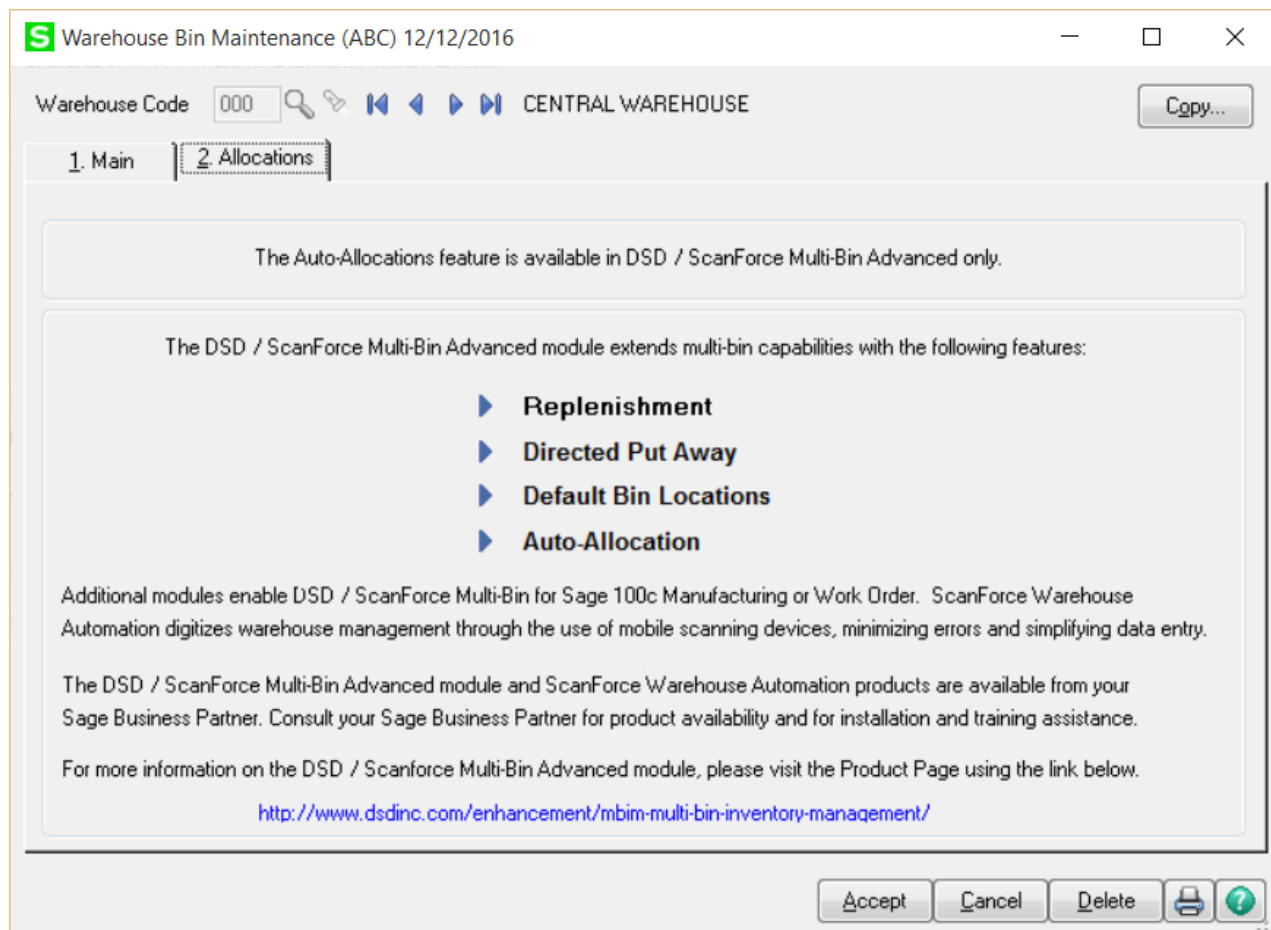 S Warehouse Bin Maintenance (ABC) 12/12/2016
Warehouse Code 000 CENTRAL WAREHOUSE Copy...
1. Main 2. Allocations
The Auto-Allocations feature is available in DSD / ScanForce Multi-Bin Advanced only.
The DSD / ScanForce Multi-Bin Advanced module extends multi-bin capabilities with the following features:
Replenishment
Directed Put Away
Default Bin Locations
Auto-Allocation
Additional modules enable DSD / ScanForce Multi-Bin for Sage 100c Manufacturing or Work Order. ScanForce Warehouse
Automation digitizes warehouse management through the use of mobile scanning devices, minimizing errors and simplifying data entry.
The DSD / ScanForce Multi-Bin Advanced module and ScanForce Warehouse Automation products are available from your
Sage Business Partner. Consult your Sage Business Partner for product availability and for installation and training assistance.
For more information on the DSD / Scanforce Multi-Bin Advanced module, please visit the Product Page using the link below.
http://www.dsdinc.com/enhancement/mbim-multi-bin-inventory-management/
Accept Cancel Delete ?